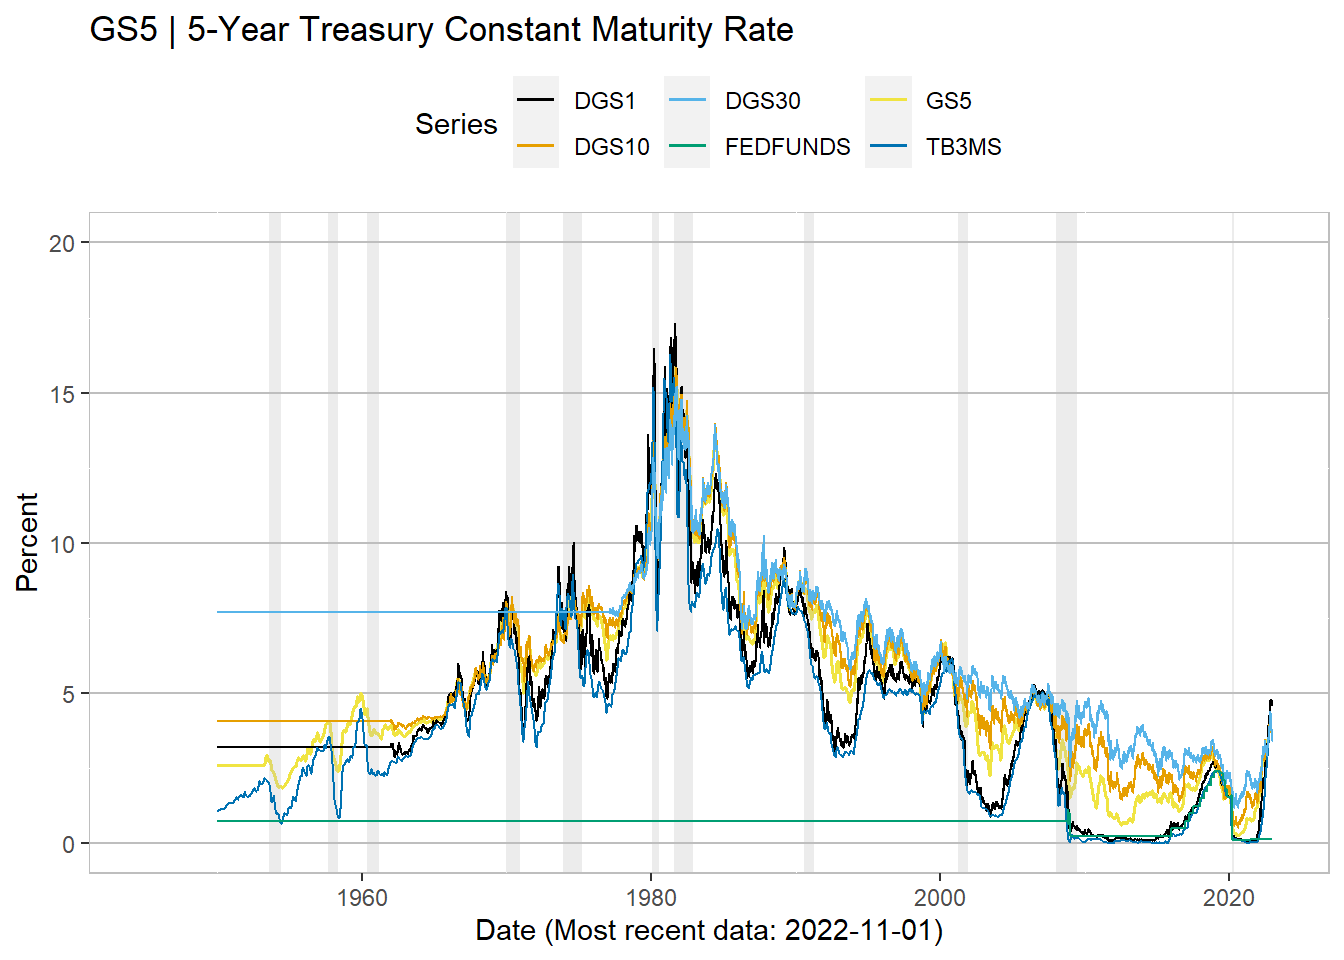 GS5 | 5-Year Treasury Constant Maturity Rate
Series
DGS1
DGS30
GS5
DGS10
FEDFUNDS
TB3MS
20
15
10
5
0
Percent
1960
1980
2000
2020
Date (Most recent data: 2022-11-01)